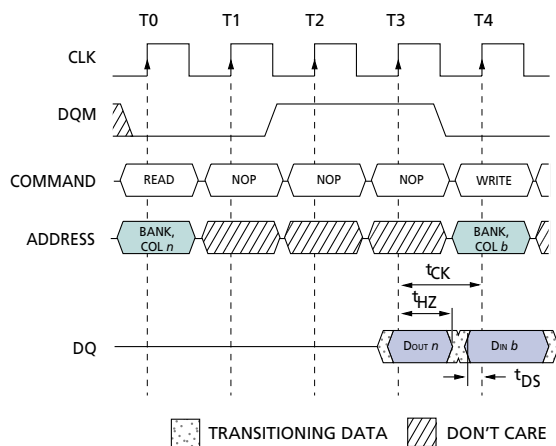 T0 T1 T2 T3 T4
CLK
DQM
COMMAND READ NOP NOP NOP WRITE
ADDRESS BANK, COL n BANK, COL b
tCK
tHZ
DQ DOUT n DIN b
tDS
TRANSITIONING DATA DON'T CARE